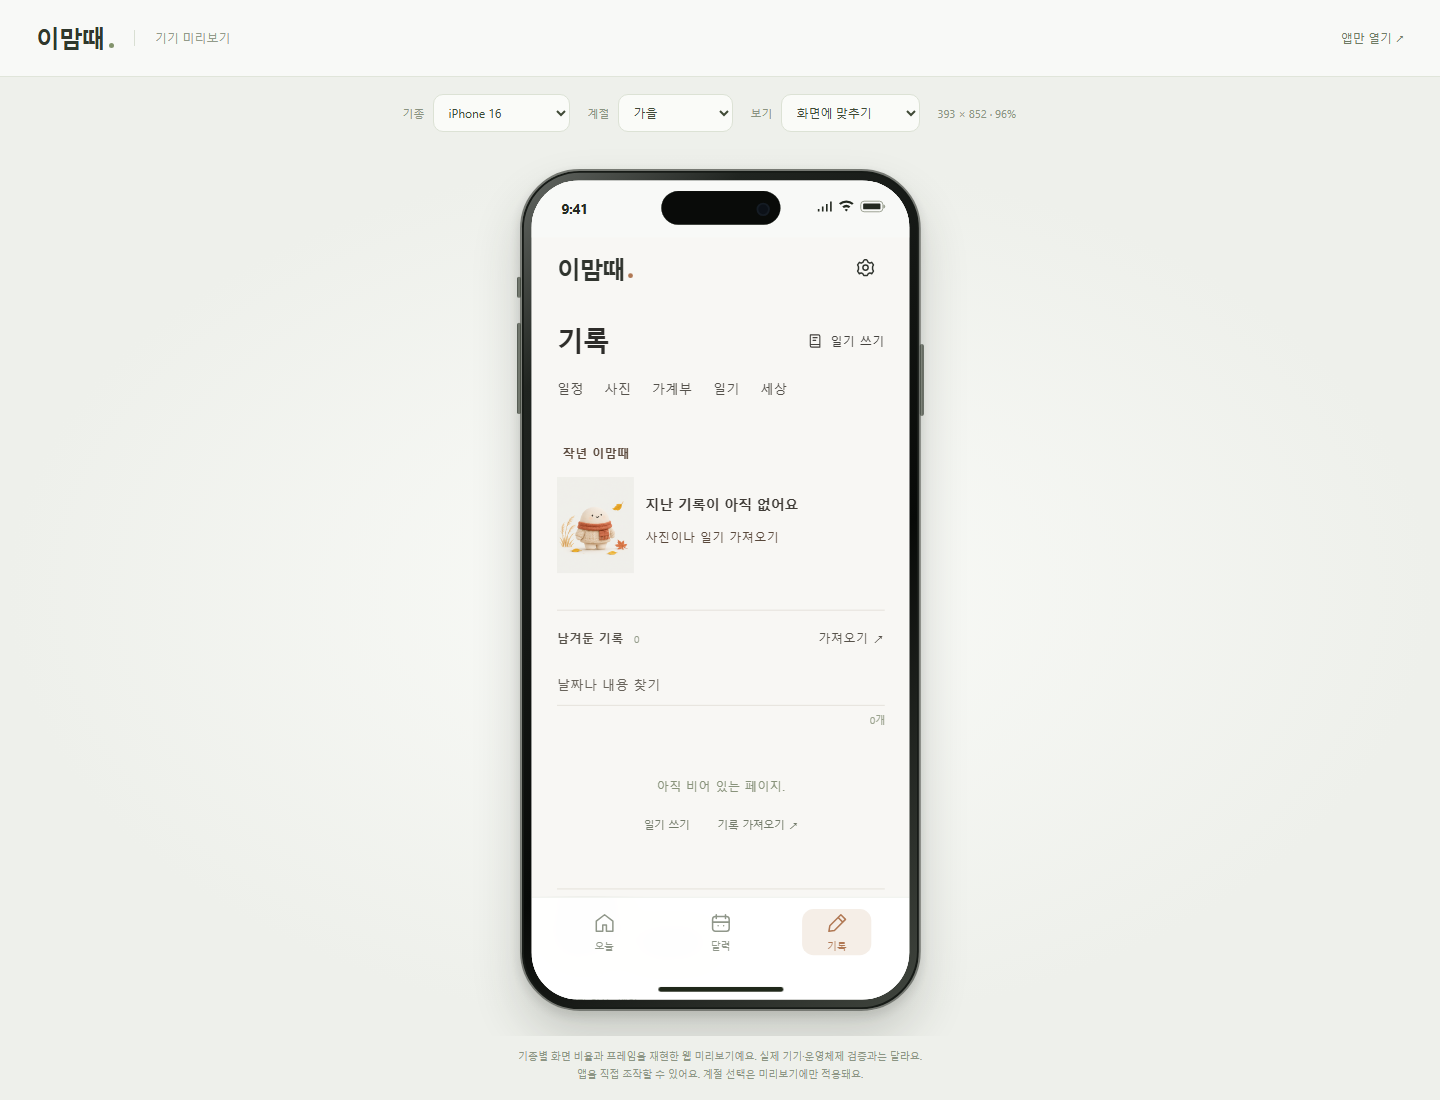 이맘때.
기기 미리보기
앱만 열기 ↗
기종 iPhone 16 계절 가을 보기 화면에 맞추기 393 × 852 · 96%
9:41
이맘때.
기록
일기 쓰기
일정 사진 가계부 일기 세상
작년 이맘때
지난 기록이 아직 없어요
사진이나 일기 가져오기
남겨둔 기록 0 가져오기 ↗
날짜나 내용 찾기
0개
아직 비어 있는 페이지.
일기 쓰기 기록 가져오기 ↗
오늘 달력 기록
기종별 화면 비율과 프레임을 재현한 웹 미리보기예요. 실제 기기·운영체제 검증과는 달라요.
앱을 직접 조작할 수 있어요. 계절 선택은 미리보기에만 적용돼요.